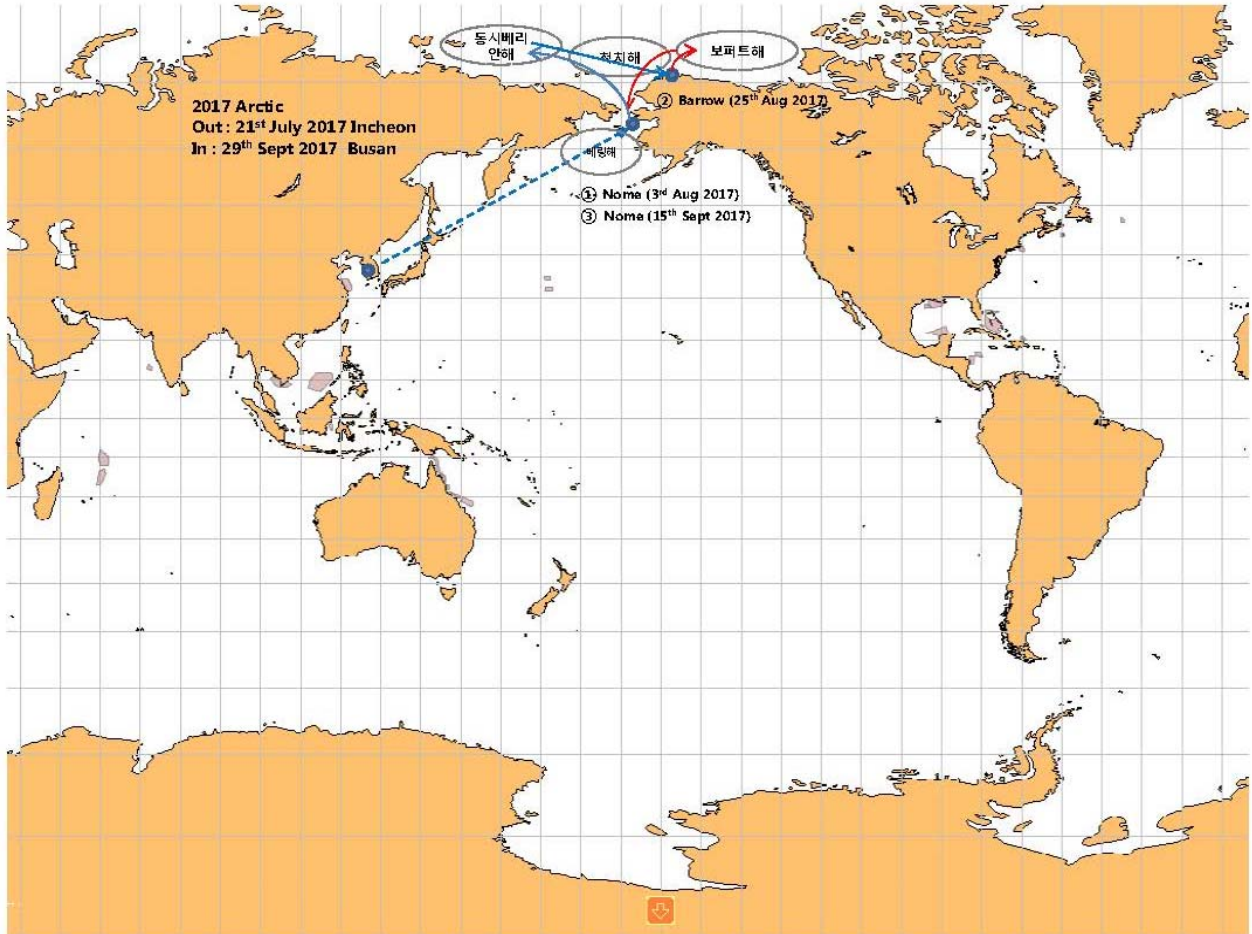 동시베리
안해
척치해
보퍼트해
② Barrow (25th Aug 2017)
2017 Arctic
Out : 21st July 2017 Incheon
In : 29th Sept 2017 Busan
베링해
① Nome (3rd Aug 2017)
③ Nome (15th Sept 2017)